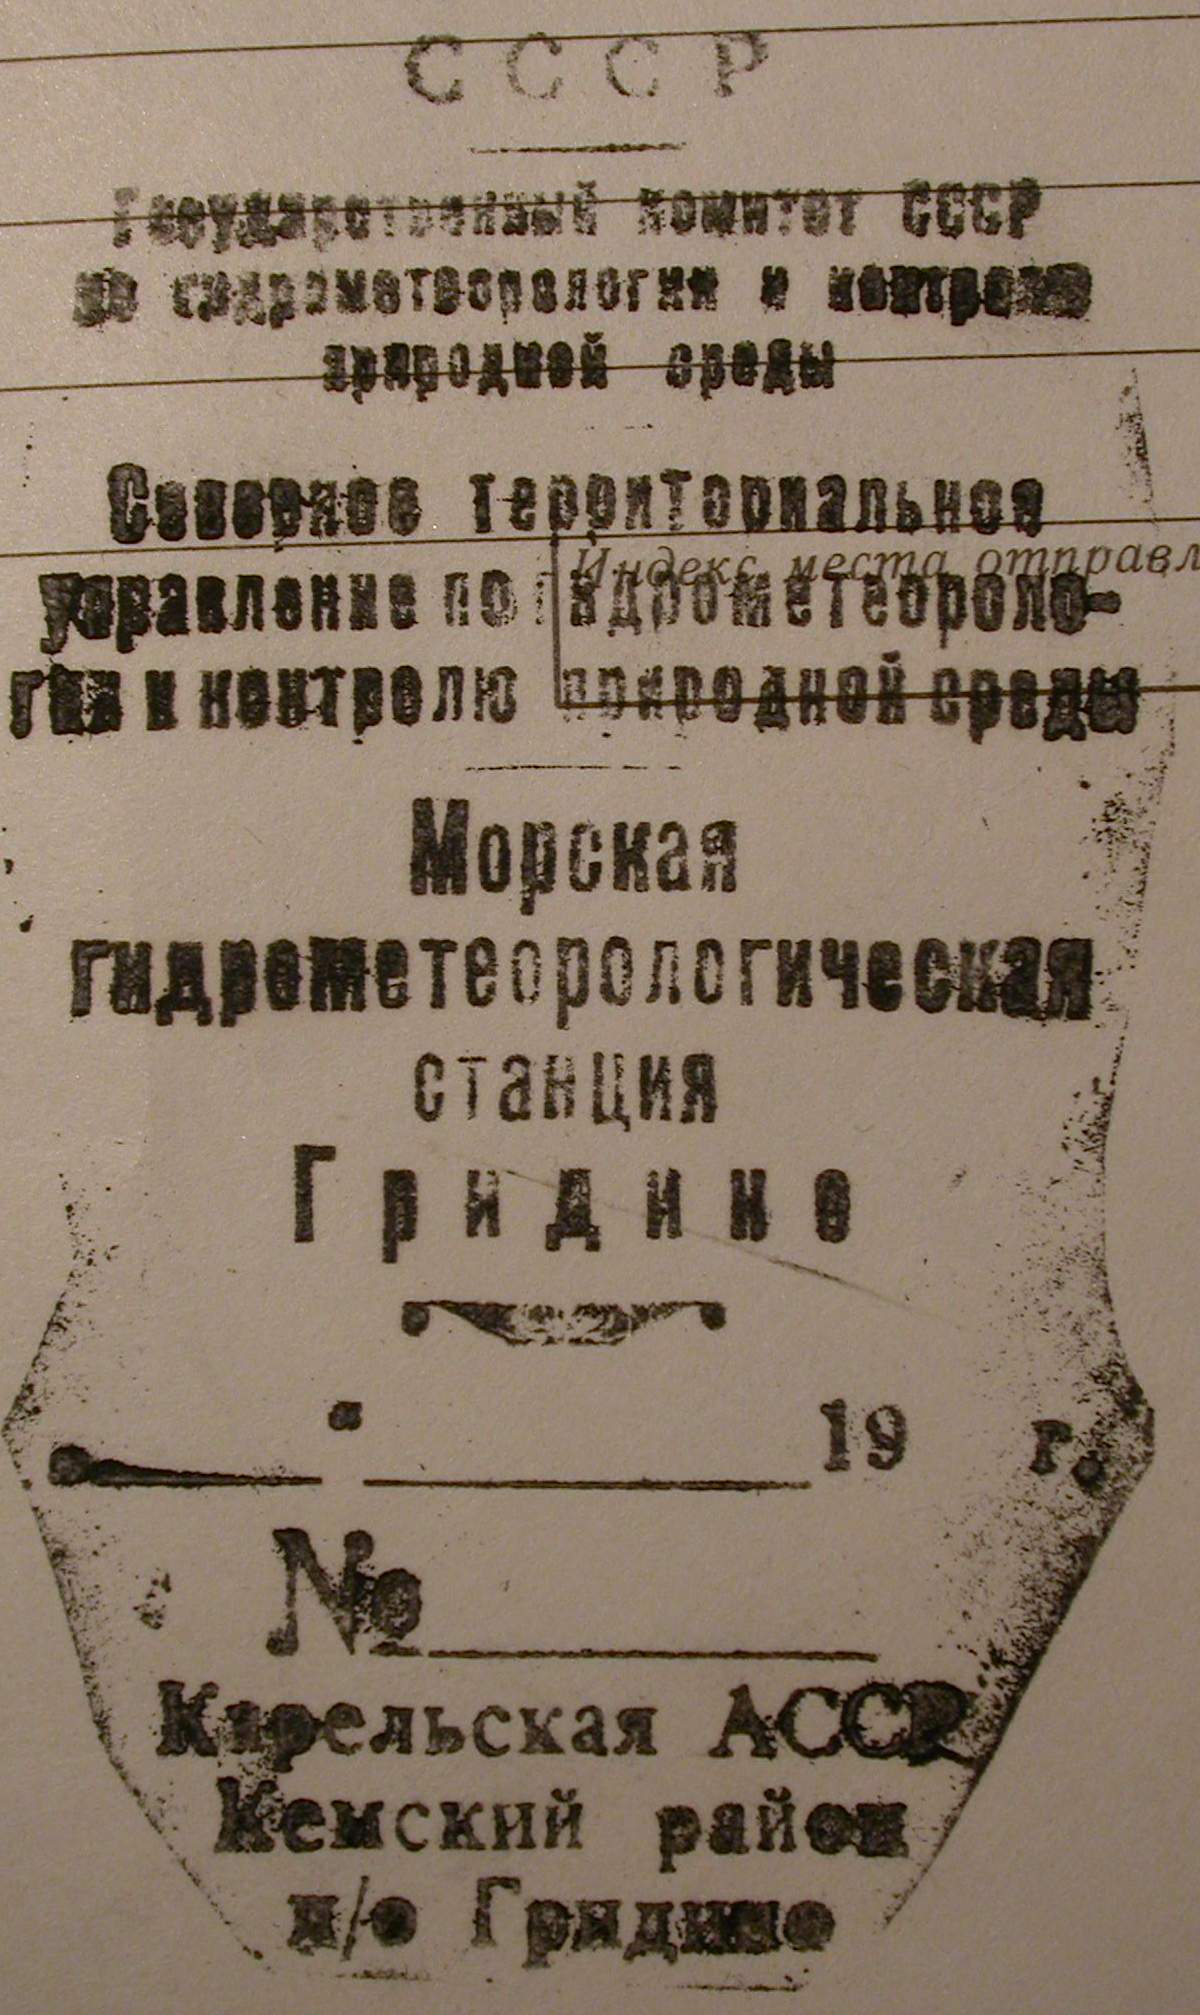 СССР
Государственный комитет СССР
по гидрометеорологии и контролю
природной среды
Северное территориальное
управление по гидрометеороло-
гии и контролю природной среды
Индекс места отправл
Морская
гидрометеорологическая
станция
Гридино
19 г.
№
Карельская АССР
Кемский район
п/о Гридино